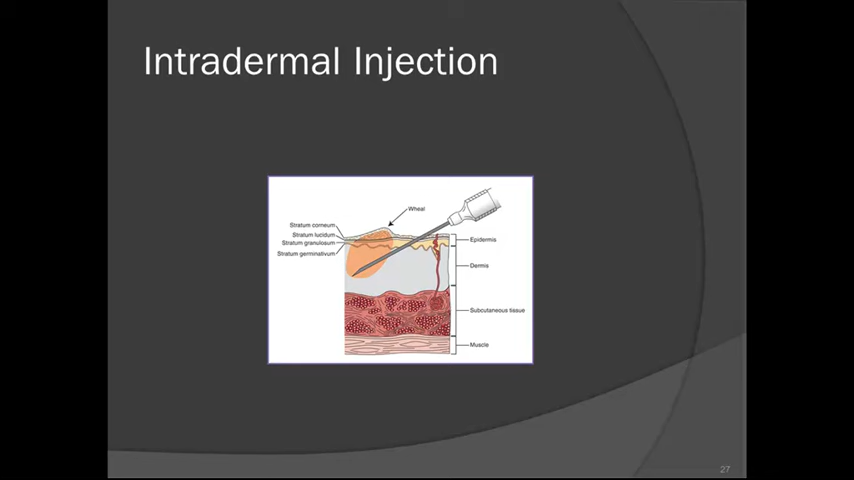 Intradermal Injection
Wheal
Stratum corneum
Stratum lucidum
Stratum granulosum
Stratum germinativum
Epidermis
Dermis
Subcutaneous tissue
Muscle
27